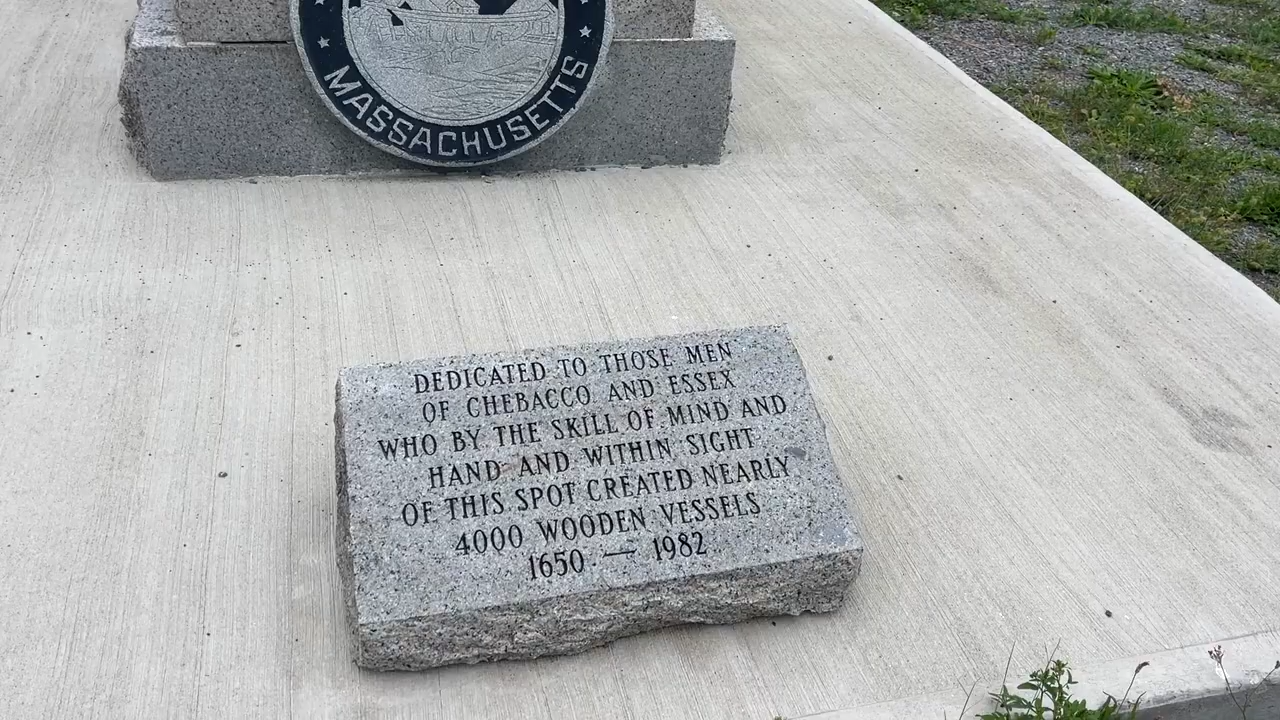 MASSACHUSETTS
DEDICATED TO THOSE MEN
OF CHEBACCO AND ESSEX
WHO BY THE SKILL OF MIND AND
HAND AND WITHIN SIGHT
OF THIS SPOT CREATED NEARLY
4000 WOODEN VESSELS
1650 — 1982